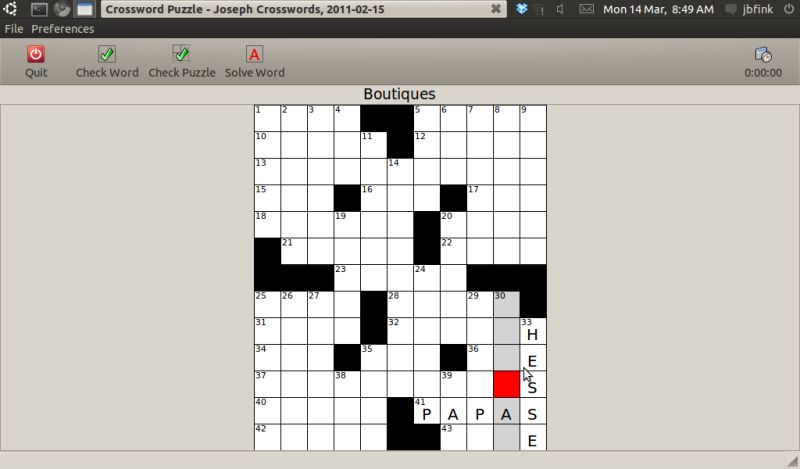 Crossword Puzzle - Joseph Crosswords, 2011-02-15 Mon 14 Mar, 8:49 AM jbfink
File Preferences
Quit Check Word Check Puzzle A Solve Word 0:00:00
Boutiques
1 2 3 4 5 6 7 8 9
10 11 12
13 14
15 16 17
18 19 20
21 22
23 24
25 26 27 28 29 30
31 32 33 H
34 35 36 E
37 38 39 S
40 41 P A P A S
42 43 E